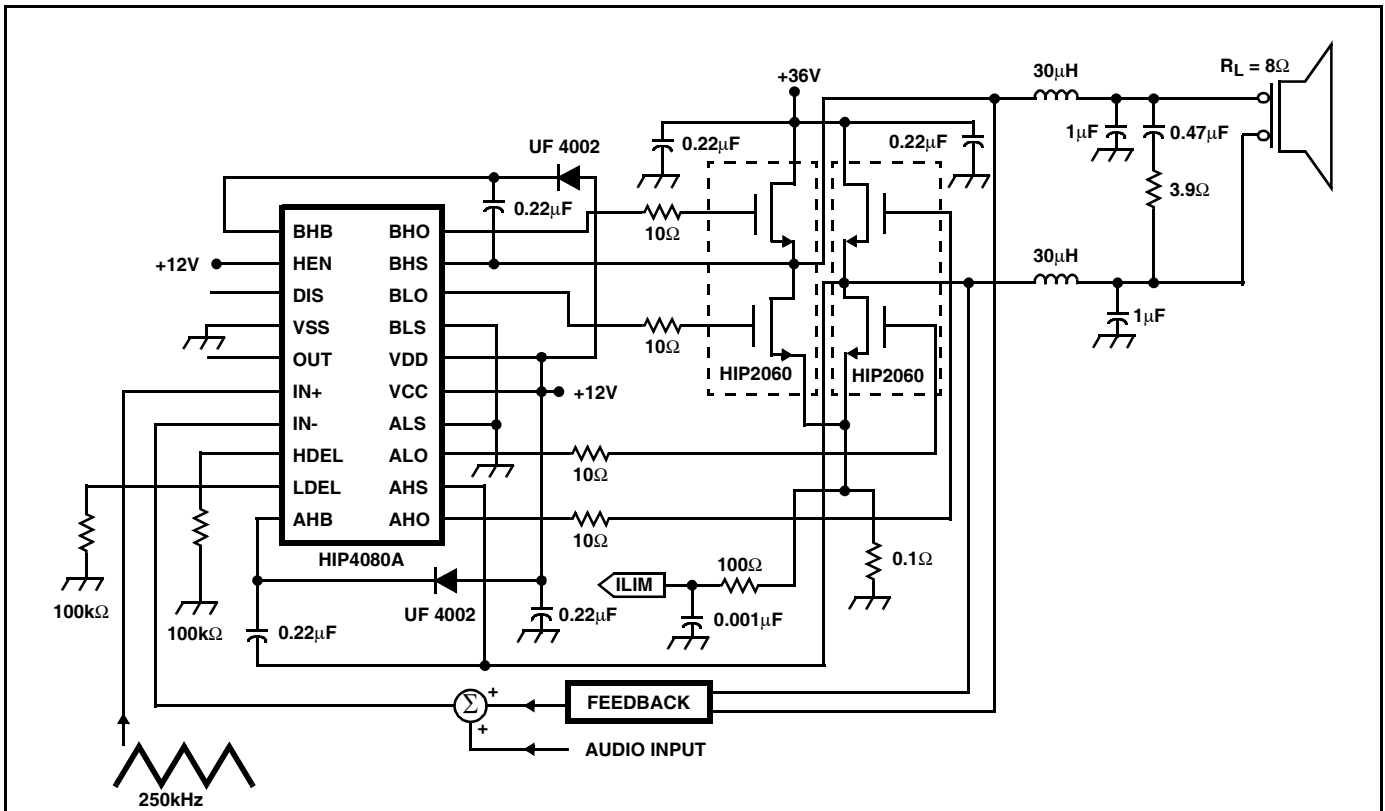 +36V
30µH
R_L = 8Ω
UF 4002
0.22µF
0.22µF
1µF
0.47µF
0.22µF
3.9Ω
BHB
BHO
10Ω
+12V
HEN
BHS
30µH
DIS
BLO
VSS
BLS
10Ω
1µF
OUT
VDD
HIP2060
HIP2060
IN+
VCC
+12V
IN-
ALS
HDEL
ALO
10Ω
LDEL
AHS
AHB
AHO
10Ω
HIP4080A
100Ω
0.1Ω
ILIM
100kΩ
UF 4002
0.22µF
0.001µF
100kΩ
0.22µF
Σ
+
+
FEEDBACK
AUDIO INPUT
250kHz